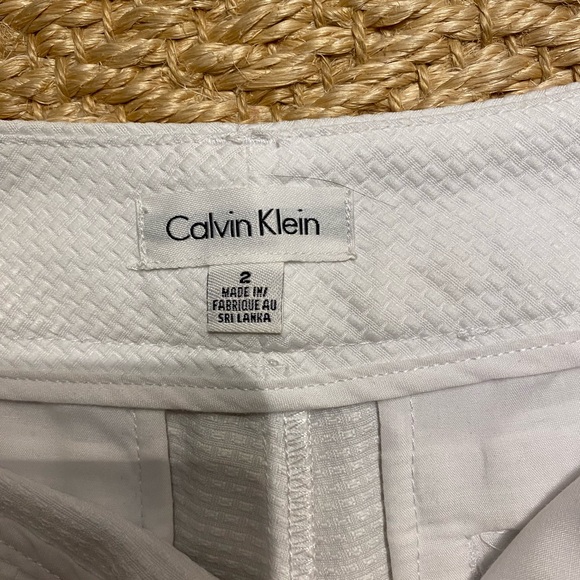 Calvin Klein
2
MADE IN/
FABRIQUE AU
SRI LANKA